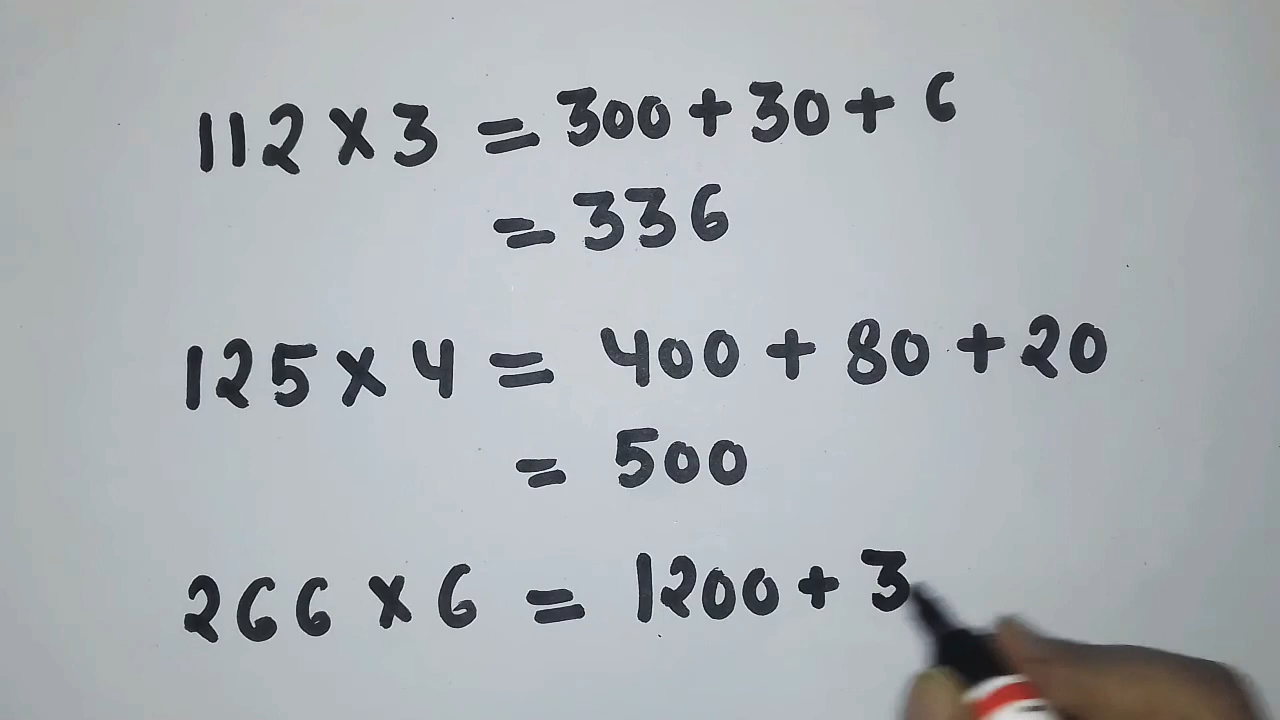 112 × 3 = 300 + 30 + 6
= 336
125 × 4 = 400 + 80 + 20
= 500
266 × 6 = 1200 + 3